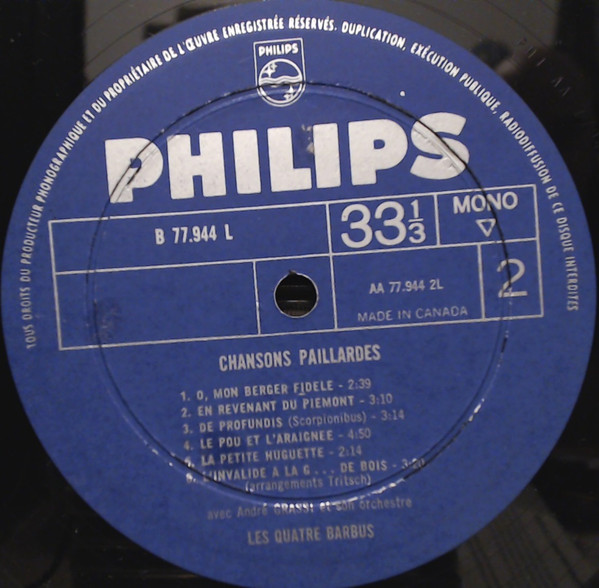 TOUS DROITS DU PRODUCTEUR PHONOGRAPHIQUE ET DU PROPRIÉTAIRE DE L'ŒUVRE ENREGISTRÉE RÉSERVÉS. DUPLICATION, EXÉCUTION PUBLIQUE, RADIODIFFUSION DE CE DISQUE INTERDITES
PHILIPS
PHILIPS
B 77.944 L
33 1/3
MONO
AA 77.944 2L
MADE IN CANADA
2
CHANSONS PAILLARDES
1. O, MON BERGER FIDELE - 2:39
2. EN REVENANT DU PIEMONT - 3:10
3. DE PROFUNDIS (Scorpionibus) - 3:14
4. LE POU ET L'ARAIGNEE - 4:50
5. LA PETITE HUGUETTE - 2:14
6. L'INVALIDE A LA G... DE BOIS - 3:20
(arrangements Tritsch)
avec André GRASSI et son orchestre
LES QUATRE BARBUS